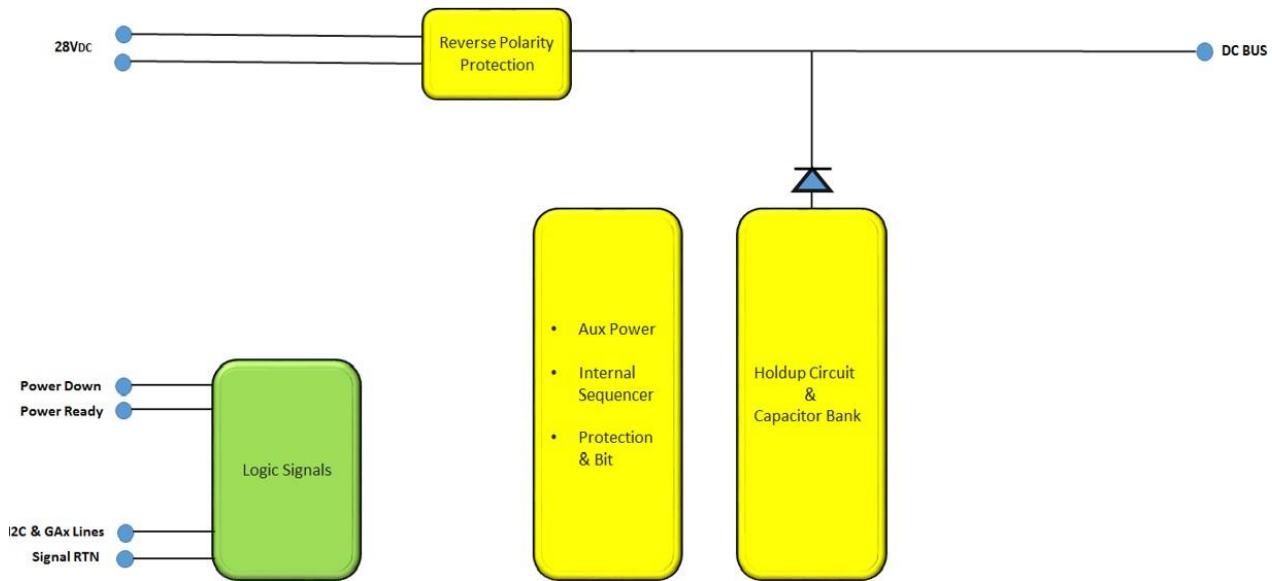 28VDC
Reverse Polarity
Protection
DC BUS
• Aux Power
• Internal
Sequencer
• Protection
& Bit
Holdup Circuit
&
Capacitor Bank
Power Down
Power Ready
Logic Signals
I2C & GAx Lines
Signal RTN